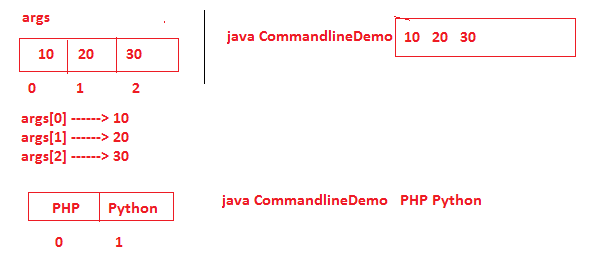 args
10 20 30
0 1 2
java CommandlineDemo 10 20 30
args[0] ------> 10
args[1] ------> 20
args[2] ------> 30
PHP Python
0 1
java CommandlineDemo PHP Python